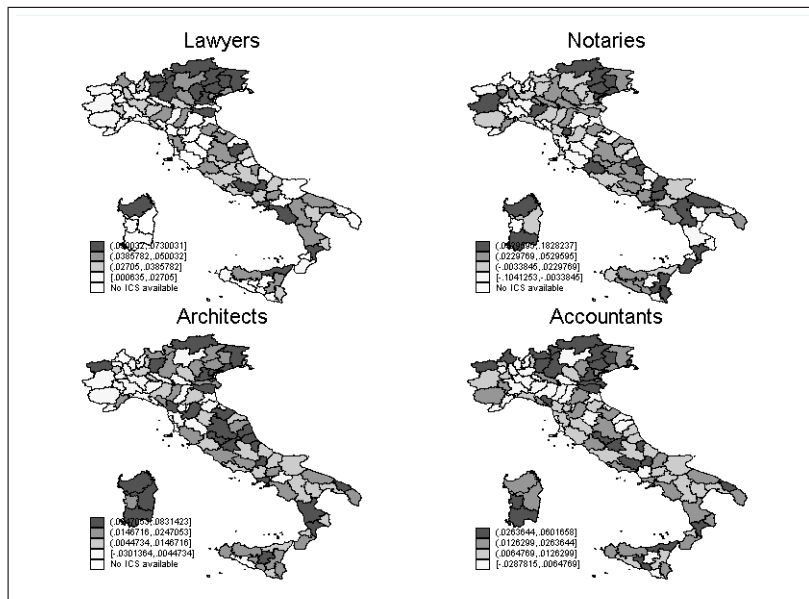 Lawyers
Notaries
(.0385782,.050032]
(.02705,.0385782]
[.000635,.02705]
No ICS available
(.0229769,.0529595]
(-.0033845,.0229769]
[-.1041253,-.0033845]
No ICS available
Architects
Accountants
(.0146716,.0247053]
(.0044734,.0146716]
[-.0301364,.0044734]
No ICS available
(.0263644,.0601658]
(.0126299,.0263644]
(.0064769,.0126299]
[-.0287815,.0064769]